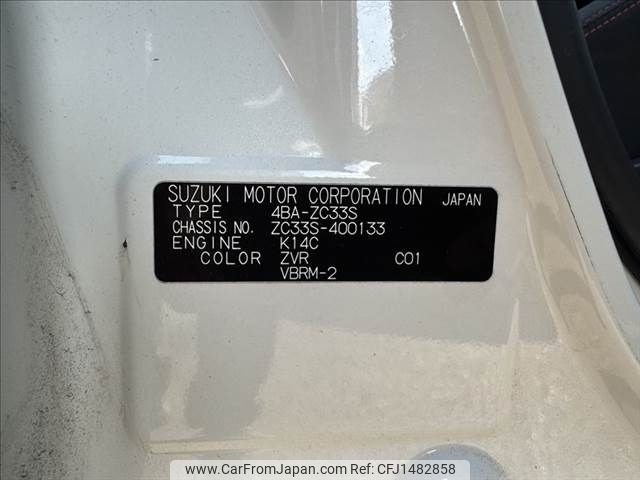 SUZUKI MOTOR CORPORATION JAPAN
TYPE 4BA-ZC33S
CHASSIS NO. ZC33S-400133
ENGINE K14C
COLOR ZVR C01
VBRM-2
www.CarFromJapan.com | Ref No: CFJ1482858